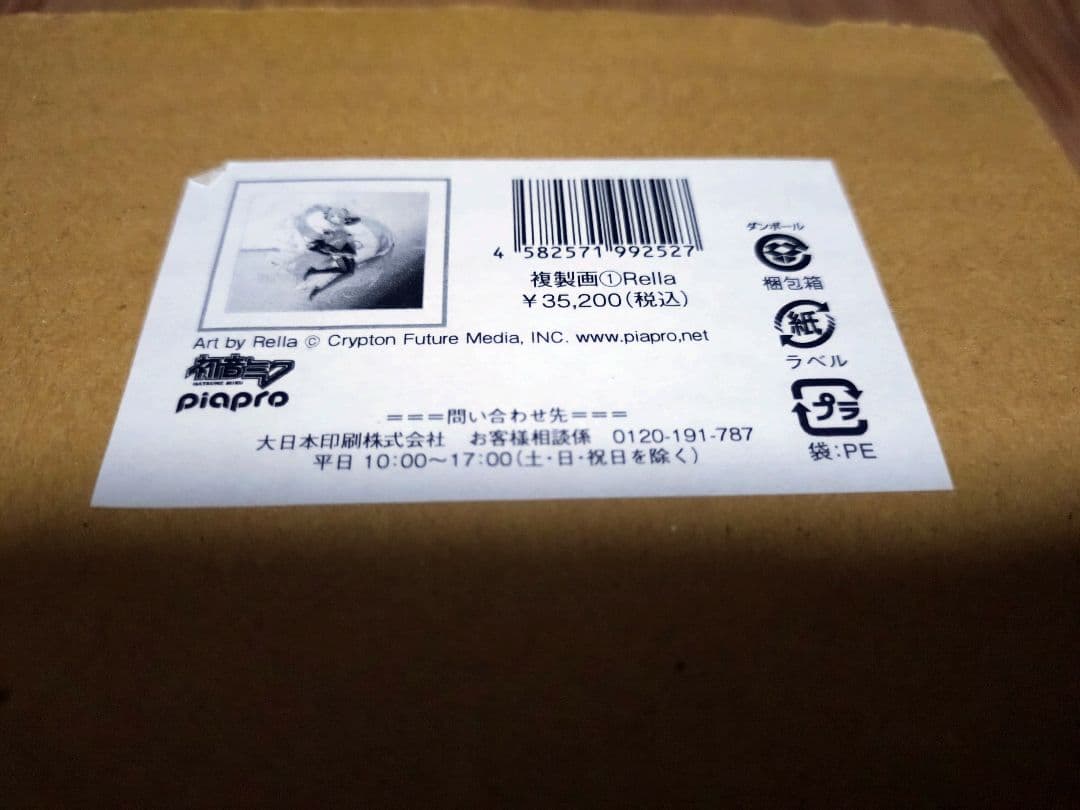 4 582571 992527
複製画①Rella
¥35,200(税込)
Art by Rella © Crypton Future Media, INC. www.piapro.net
初音ミク
HATSUNE MIKU
piapro
===問い合わせ先===
大日本印刷株式会社 お客様相談係 0120-191-787
平日 10:00～17:00(土・日・祝日を除く)
ダンボール
梱包箱
紙
ラベル
プラ
袋:PE